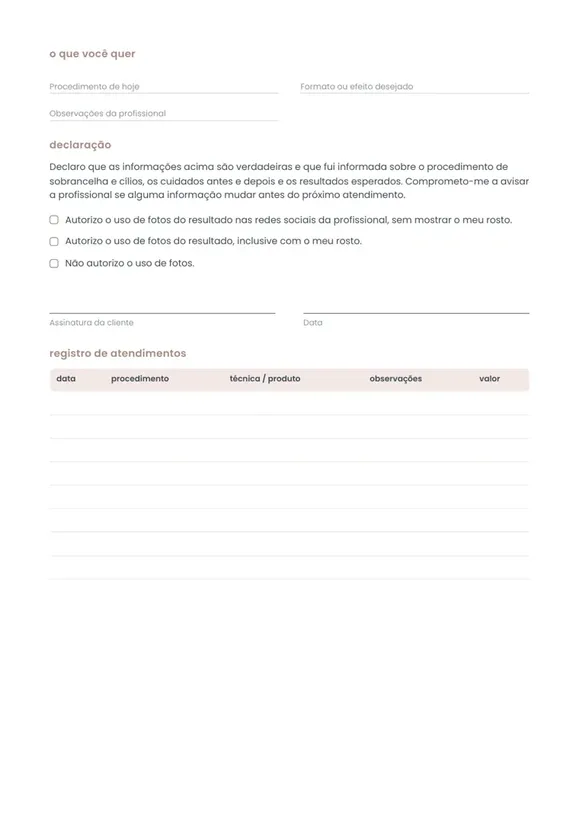 o que você quer
Procedimento de hoje
Formato ou efeito desejado
Observações da profissional
declaração
Declaro que as informações acima são verdadeiras e que fui informada sobre o procedimento de
sobrancelha e cílios, os cuidados antes e depois e os resultados esperados. Comprometo-me a avisar
a profissional se alguma informação mudar antes do próximo atendimento.
Autorizo o uso de fotos do resultado nas redes sociais da profissional, sem mostrar o meu rosto.
Autorizo o uso de fotos do resultado, inclusive com o meu rosto.
Não autorizo o uso de fotos.
Assinatura da cliente
Data
registro de atendimentos
data procedimento técnica / produto observações valor